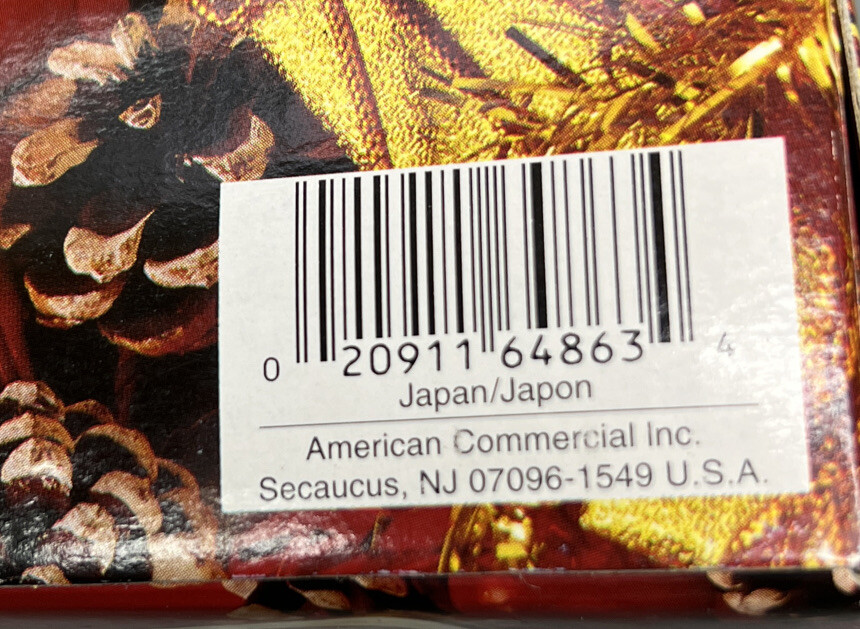 0 20911 64863 4
Japan/Japon
American Commercial Inc.
Secaucus, NJ 07096-1549 U.S.A.